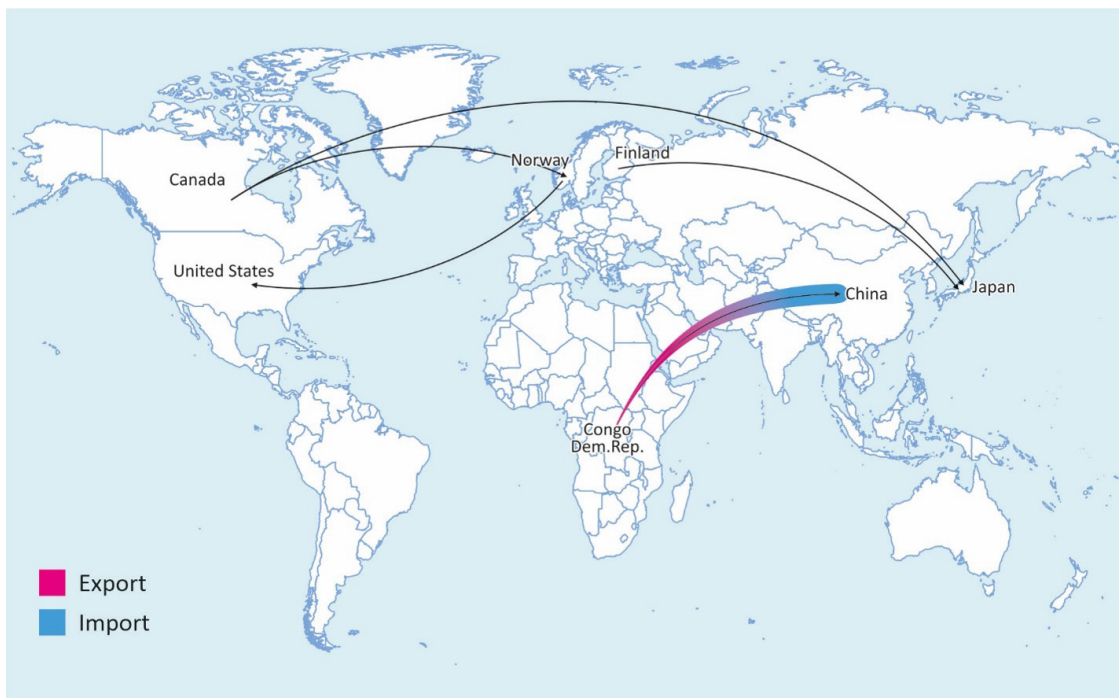 Norway
Finland
Canada
United States
China
Japan
Congo
Dem.Rep.
Export
Import